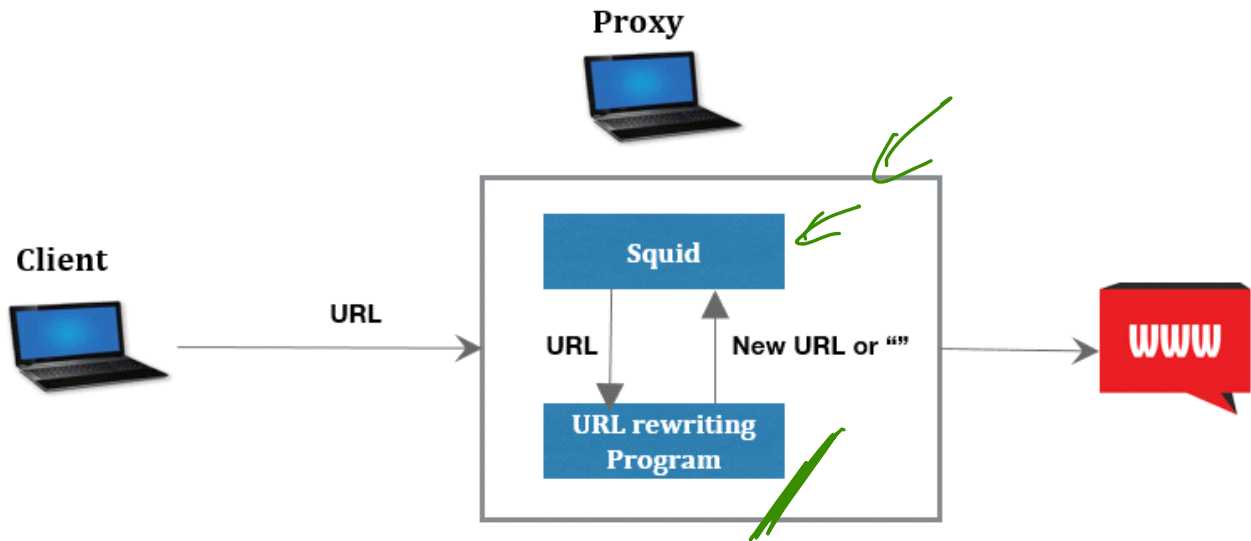 Proxy
Client
URL
Squid
URL
New URL or “”
URL rewriting
Program
WWW